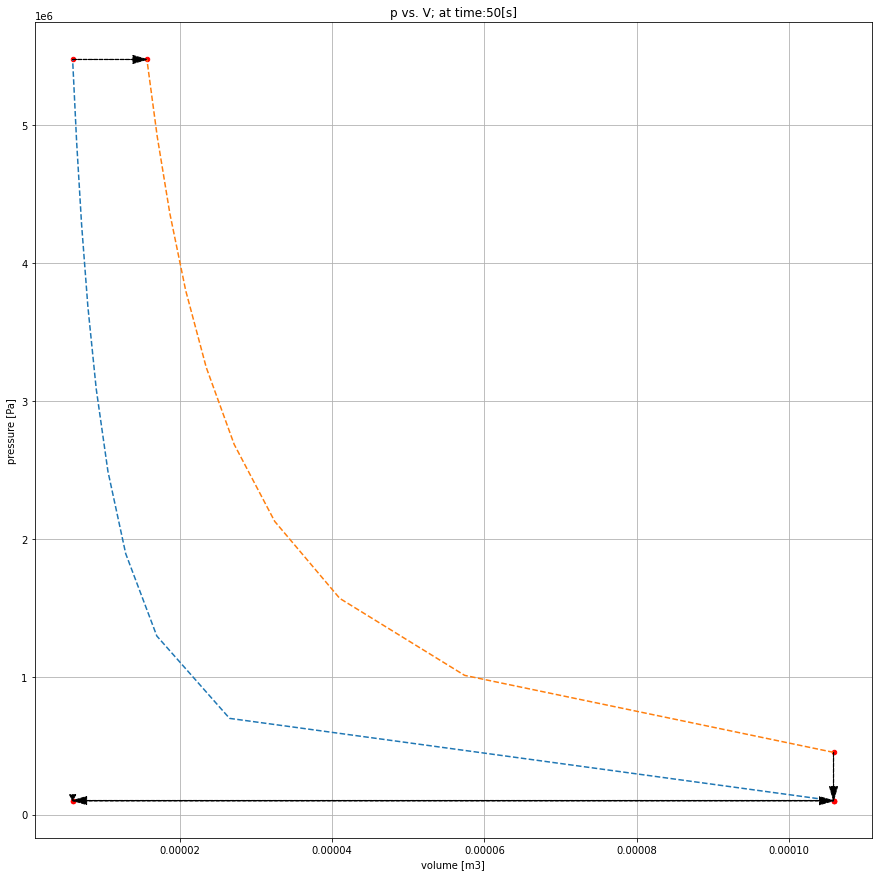 p vs. V; at time:50[s]
1e6
5
4
3
2
1
0
pressure [Pa]
0.00002
0.00004
0.00006
0.00008
0.00010
volume [m3]